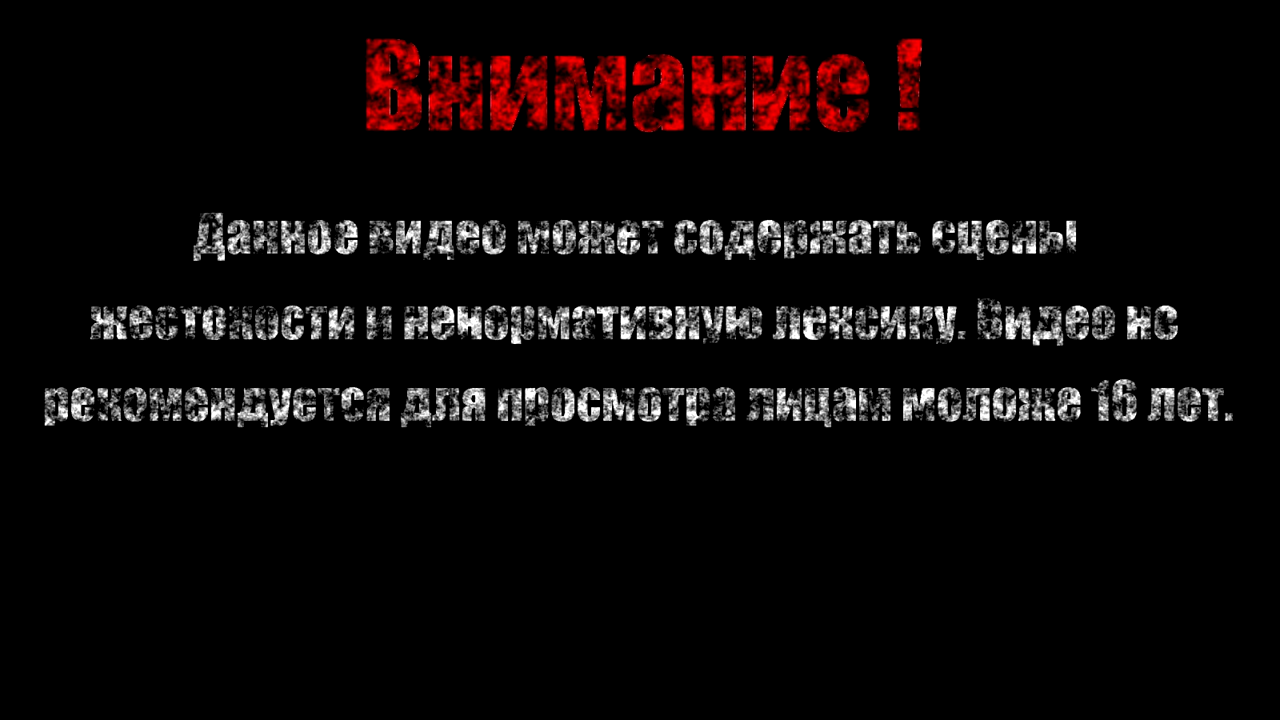 Внимание !
Данное видео может содержать сцены
жестокости и ненормативную лексику. Видео не
рекомендуется для просмотра лицам моложе 16 лет.